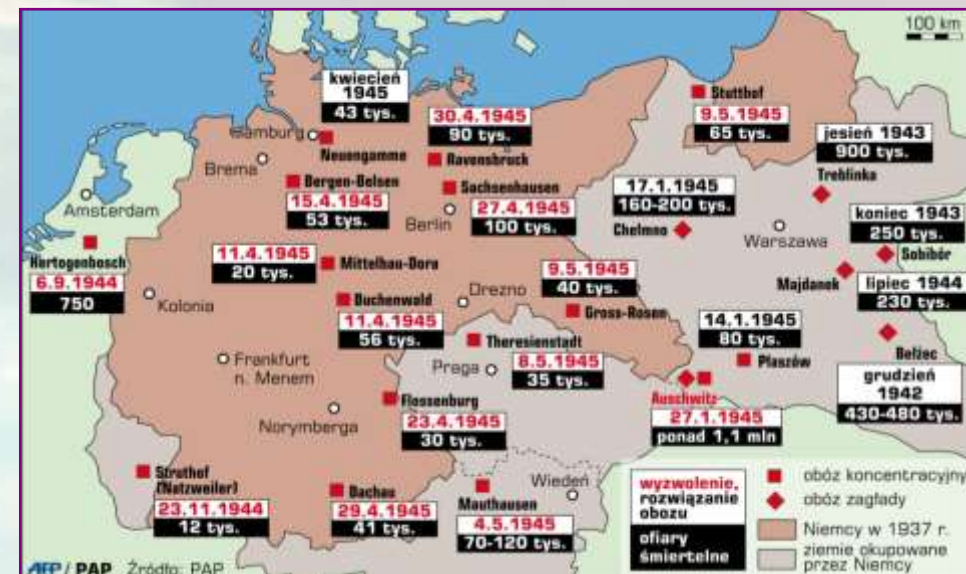 100 km
kwiecień
1945
43 tys.
30.4.1945
90 tys.
Stutthof
9.5.1945
65 tys.
jesień 1943
900 tys.
Treblinka
Hamburg
Neuengamme
Ravensbruck
Brema
Bergen-Belsen
15.4.1945
53 tys.
Sachsenhausen
27.4.1945
100 tys.
Berlin
17.1.1945
160-200 tys.
Chelmno
Warszawa
koniec 1943
250 tys.
Sobibór
Majdanek
lipiec 1944
230 tys.
Amsterdam
Hertogenbosch
6.9.1944
750
11.4.1945
20 tys.
Mittelbau-Dora
Kolonia
Buchenwald
11.4.1945
56 tys.
Drezno
9.5.1945
40 tys.
Gross-Rosen
Theresienstadt
8.5.1945
35 tys.
Praga
14.1.1945
80 tys.
Płaszów
Bełżec
grudzień
1942
430-480 tys.
Frankfurt
n. Menem
Flossenburg
23.4.1945
30 tys.
Norymberga
Auschwitz
27.1.1945
ponad 1,1 mln
Struthof
(Natzweiler)
23.11.1944
12 tys.
Dachau
29.4.1945
41 tys.
Mauthausen
4.5.1945
70-120 tys.
Wiedeń
wyzwolenie,
rozwiązanie
obozu
ofiary
śmiertelne
obóz koncentracyjny
obóz zagłady
Niemcy w 1937 r.
ziemie okupowane
przez Niemcy
AFP / PAP Źródło: PAP